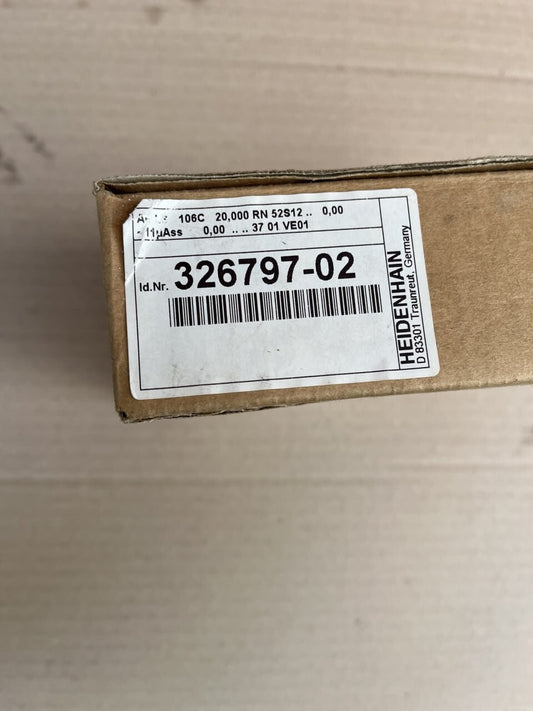 106C 20,000 RN 52S12 .. 0,00
~11µAss 0,00 .. .. 37 01 VE01
Id.Nr. 326797-02
HEIDENHAIN
D 83301 Traunreut, Germany